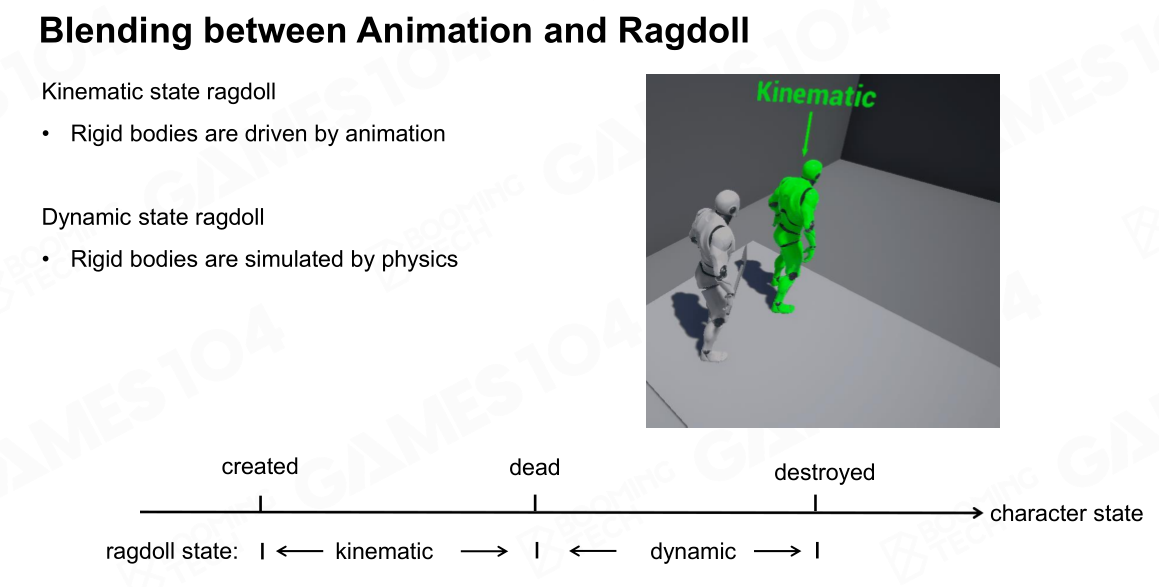 Blending between Animation and Ragdoll
Kinematic state ragdoll
• Rigid bodies are driven by animation
Dynamic state ragdoll
• Rigid bodies are simulated by physics
Kinematic
created
dead
destroyed
character state
ragdoll state:
kinematic
dynamic
GAMES104
BOOMING
TECH